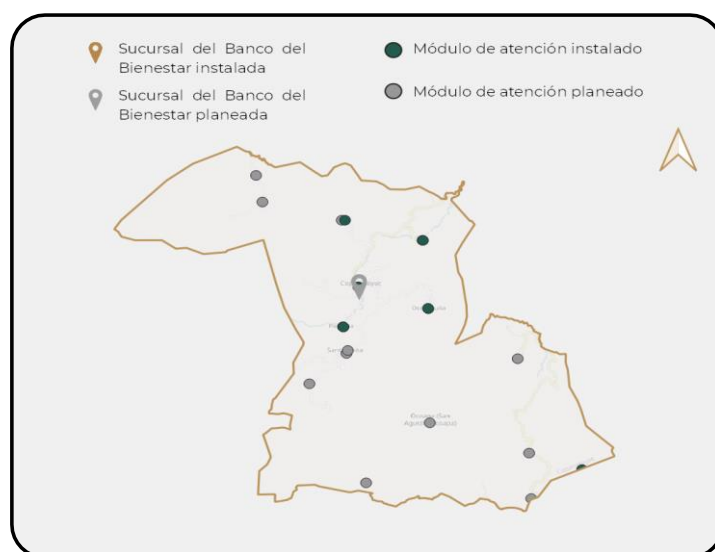 Sucursal del Banco del
Bienestar instalada
Módulo de atención instalado
Sucursal del Banco del
Bienestar planeada
Módulo de atención planeado